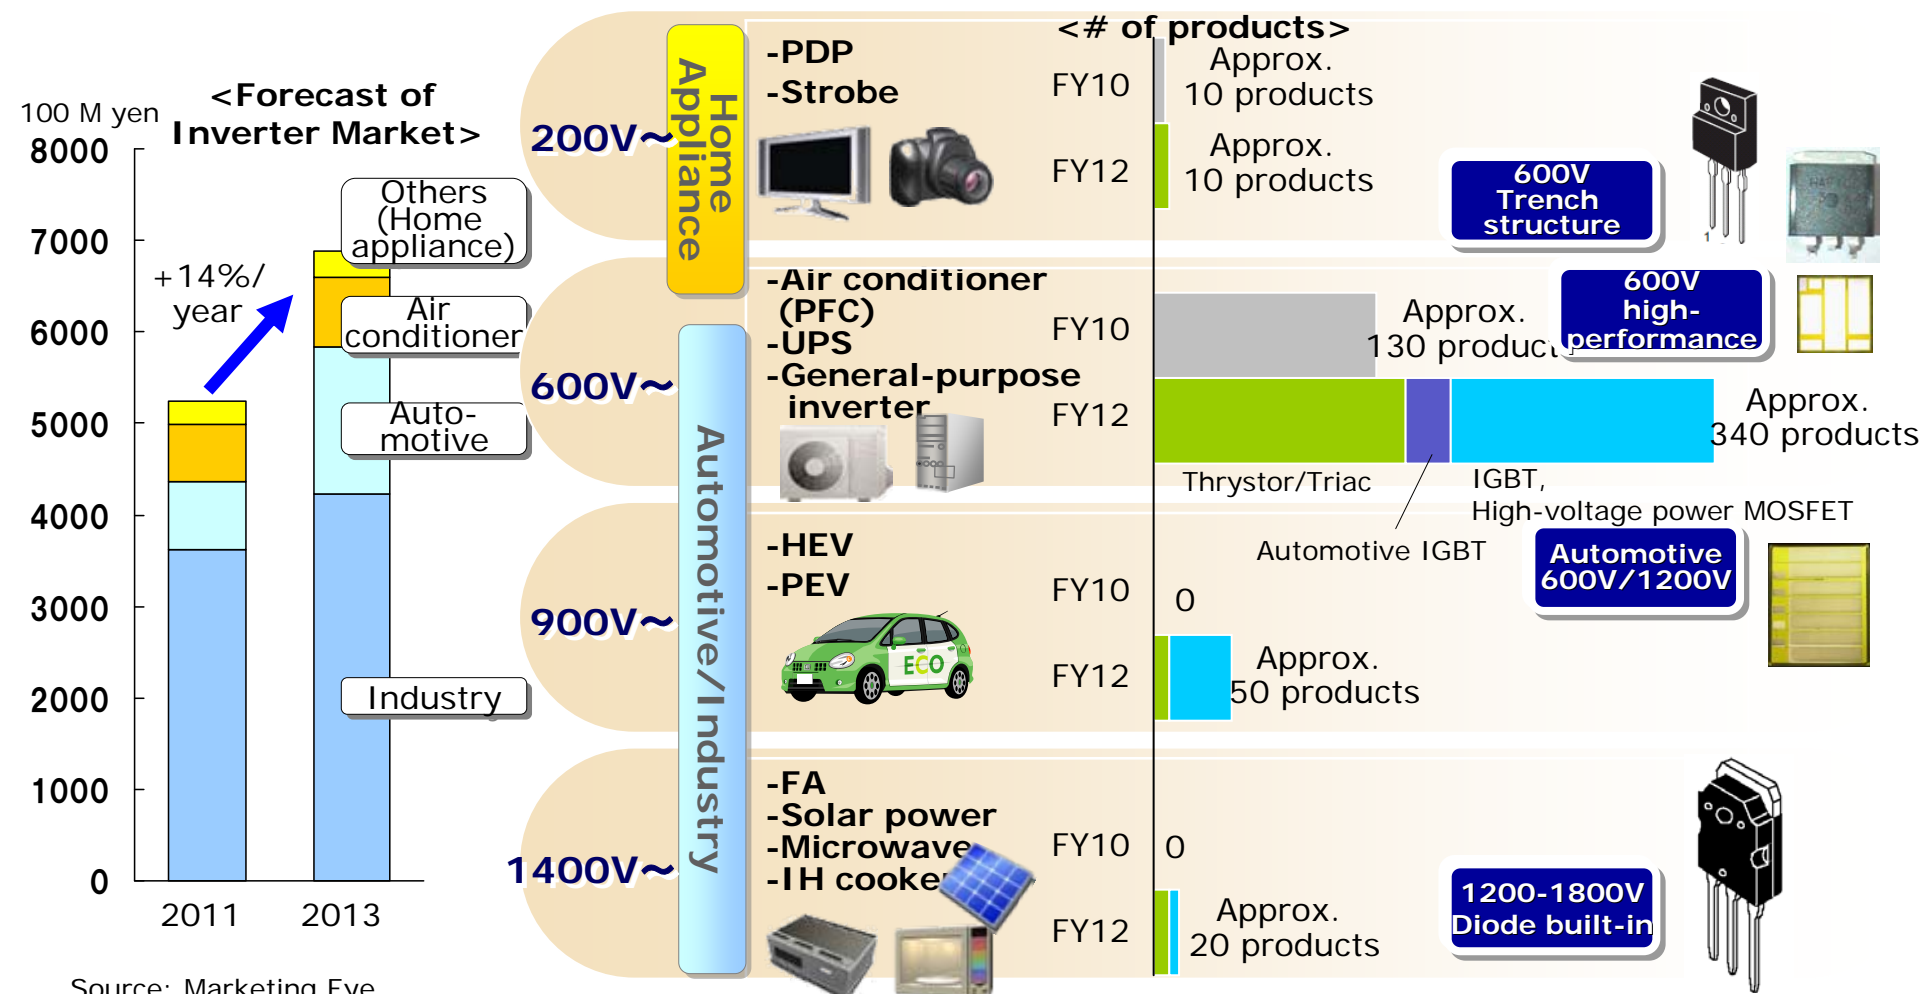 <Forecast of
Inverter Market>
100 M yen
8000
7000
6000
5000
4000
3000
2000
1000
0
2011
2013
+14%/
year
Others
(Home
appliance)
Air
conditioner
Auto-
motive
Industry
Source: Marketing Eye
Home
Appliance
Automotive/Industry
<# of products>
200V～
-PDP
-Strobe
FY10
Approx.
10 products
FY12
Approx.
10 products
600V
Trench
structure
1
600V～
-Air conditioner
(PFC)
-UPS
-General-purpose
inverter
FY10
Approx.
130 product
FY12
Approx.
340 products
600V
high-
performance
Thrystor/Triac
IGBT,
High-voltage power MOSFET
Automotive IGBT
900V～
-HEV
-PEV
ECO
FY10
0
FY12
Approx.
50 products
Automotive
600V/1200V
1400V～
-FA
-Solar power
-Microwave
-IH cooke
FY10
0
FY12
Approx.
20 products
1200-1800V
Diode built-in